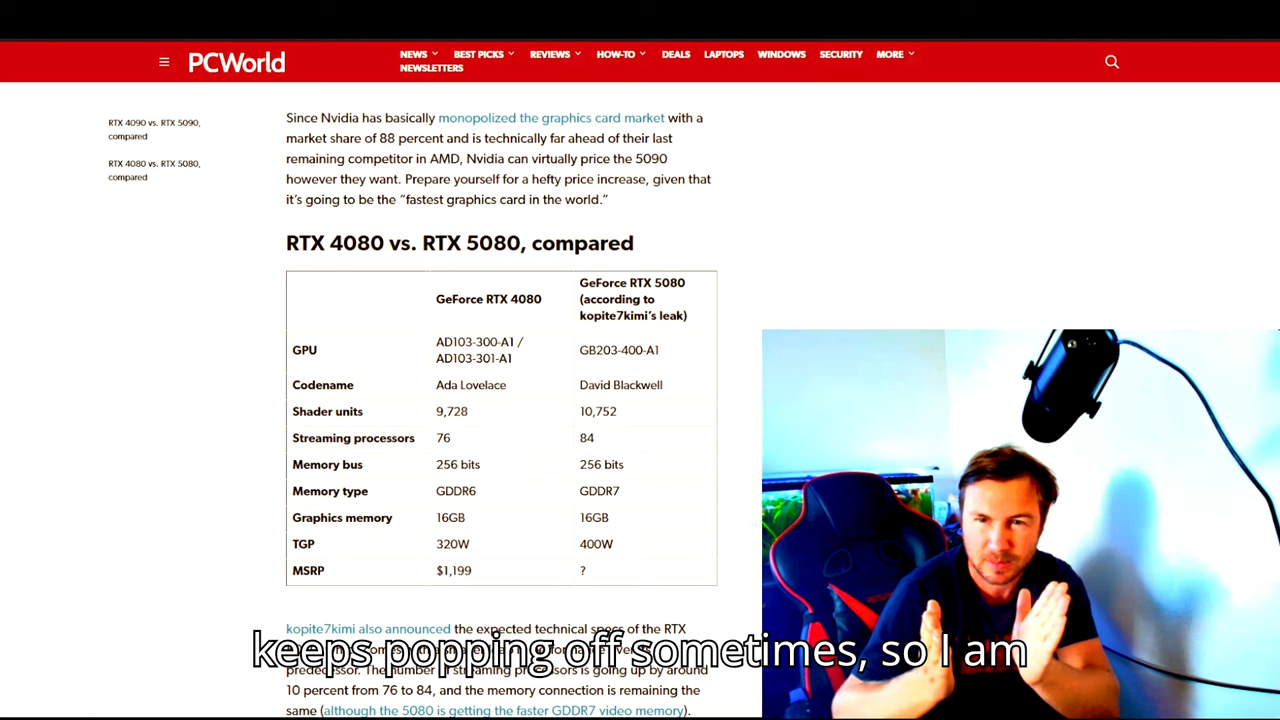 PCWorld
NEWS
BEST PICKS
REVIEWS
HOW-TO
DEALS
LAPTOPS
WINDOWS
SECURITY
MORE
NEWSLETTERS
RTX 4090 vs. RTX 5090,
compared
RTX 4080 vs. RTX 5080,
compared
Since Nvidia has basically monopolized the graphics card market with a
market share of 88 percent and is technically far ahead of their last
remaining competitor in AMD, Nvidia can virtually price the 5090
however they want. Prepare yourself for a hefty price increase, given that
it's going to be the “fastest graphics card in the world.”
RTX 4080 vs. RTX 5080, compared
GeForce RTX 4080
GeForce RTX 5080
(according to
kopite7kimi's leak)
GPU
AD103-300-A1 /
AD103-301-A1
GB203-400-A1
Codename Ada Lovelace David Blackwell
Shader units 9,728 10,752
Streaming processors 76 84
Memory bus 256 bits 256 bits
Memory type GDDR6 GDDR7
Graphics memory 16GB 16GB
TGP 320W 400W
MSRP $1,199 ?
kopite7kimi also announced the expected technical specs of the RTX
keeps popping off sometimes, so I am
10 percent from 76 to 84, and the memory connection is remaining the
same (although the 5080 is getting the faster GDDR7 video memory).